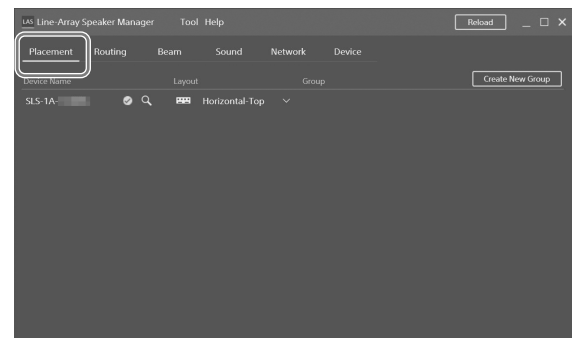 LAS Line-Array Speaker Manager Tool Help Reload
Placement Routing Beam Sound Network Device
Device Name Layout Group Create New Group
SLS-1A- Horizontal-Top